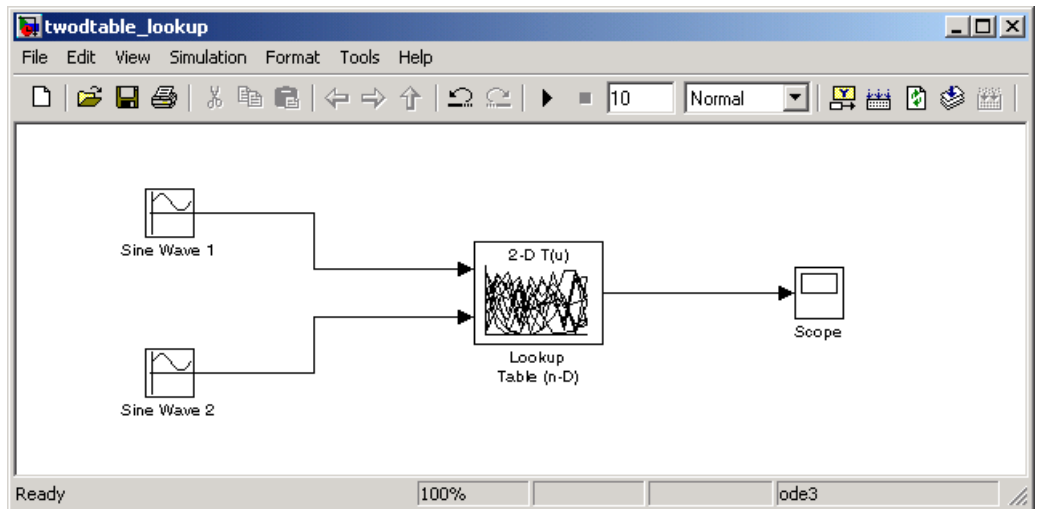 twodtable_lookup
File Edit View Simulation Format Tools Help
10 Normal
Y
Sine Wave 1
2-D T(u)
Lookup
Table (n-D)
Scope
Sine Wave 2
Ready 100% ode3